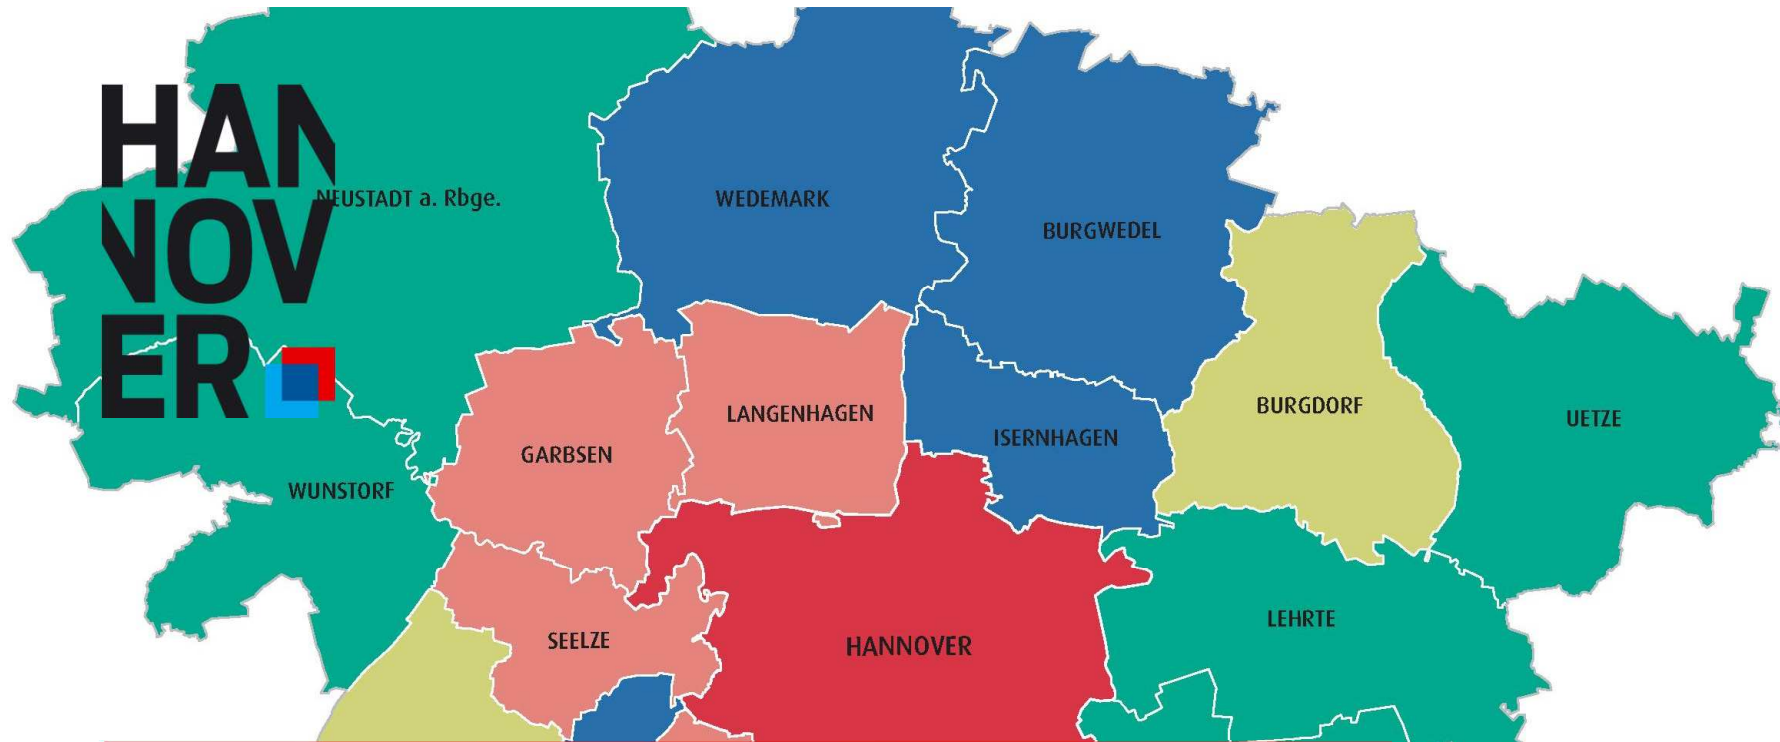 HAN
NOV
ER
NEUSTADT a. Rbge.
WEDEMARK
BURGWEDEL
BURGDORF
LANGENHAGEN
UETZE
ISERNHAGEN
GARBSEN
WUNSTORF
LEHRTE
SEELZE
HANNOVER